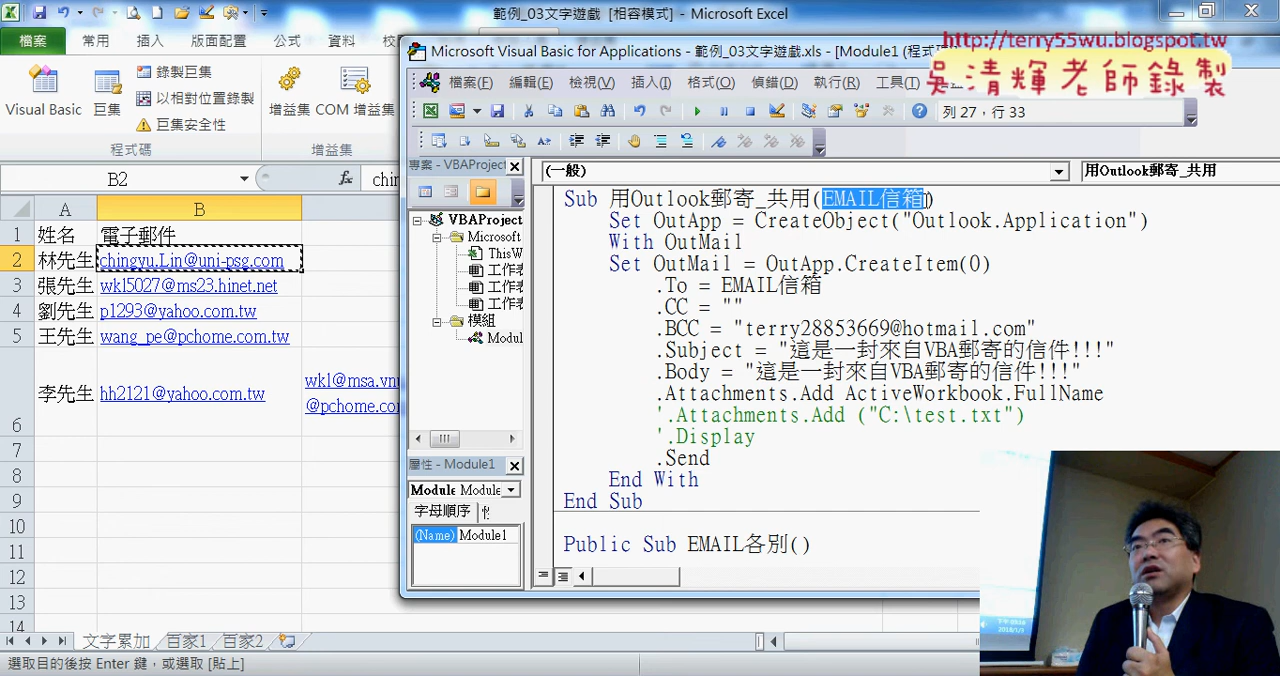 範例_03文字遊戲 [相容模式] - Microsoft Excel
檔案 常用 插入 版面配置 公式 資料
Visual Basic 巨集 錄製巨集
以相對位置錄製
巨集安全性
增益集 COM 增益集
程式碼 增益集
B2 fx
A B
1 姓名 電子郵件
2 林先生 chingyu.Lin@uni-psg.com
3 張先生 wkl5027@ms23.hinet.net
4 劉先生 p1293@yahoo.com.tw
5 王先生 wang_pe@pchome.com.tw
6 李先生 hh2121@yahoo.com.tw
7
8
9
10
11
12
13
14
文字累加 百家1 百家2
選取目的後按 Enter 鍵，或選取 [貼上]
Microsoft Visual Basic for Applications - 範例_03文字遊戲.xls - [Module1
http://terry55wu.blogspot.tw
吳清輝老師錄製
檔案(F) 編輯(E) 檢視(V) 插入(I) 格式(O) 偵錯(D) 執行(R) 工具(T)
列 27，行 33
專案 - VBAProject
VBAProject
Microsoft
模組
屬性 - Module1
Module1
字母順序
(Name) Module1
(一般) 用Outlook郵寄_共用
Sub 用Outlook郵寄_共用(EMAIL信箱)
Set OutApp = CreateObject("Outlook.Application")
With OutMail
Set OutMail = OutApp.CreateItem(0)
.To = EMAIL信箱
.CC = ""
.BCC = "terry28853669@hotmail.com"
.Subject = "這是一封來自VBA郵寄的信件!!!"
.Body = "這是一封來自VBA郵寄的信件!!!"
.Attachments.Add ActiveWorkbook.FullName
'.Attachments.Add ("C:\test.txt")
'.Display
.Send
End With
End Sub
Public Sub EMAIL各別()